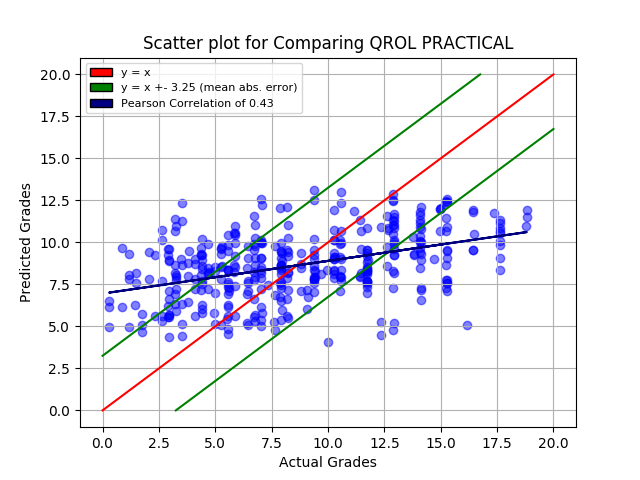 Scatter plot for Comparing QROL PRACTICAL
y = x
y = x +- 3.25 (mean abs. error)
Pearson Correlation of 0.43
20.0
17.5
15.0
12.5
10.0
7.5
5.0
2.5
0.0
Predicted Grades
0.0 2.5 5.0 7.5 10.0 12.5 15.0 17.5 20.0
Actual Grades